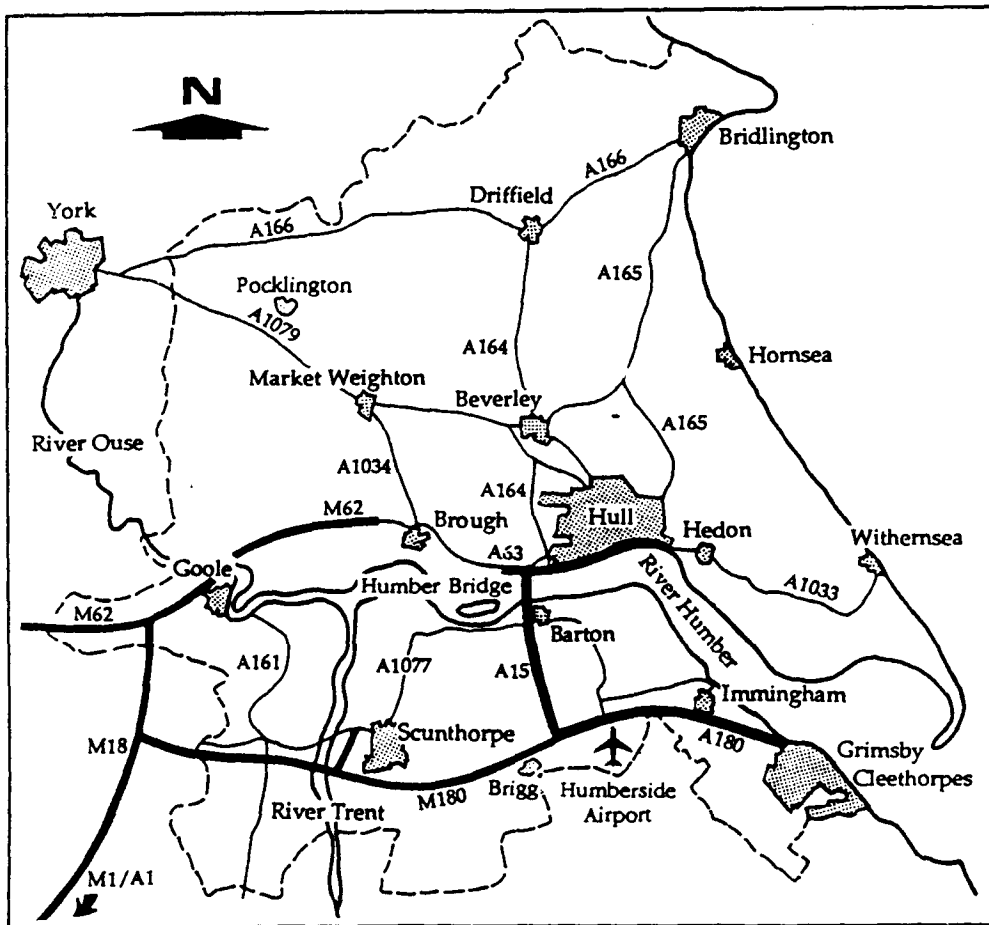 N
Bridlington
A166
Driffield
York
A166
A165
Pocklington
A1079
A164
Hornsea
Market Weighton
Beverley
River Ouse
A165
A1034
A164
M62
Brough
Hull
Hedon
Withernsea
A63
Goole
Humber Bridge
River Humber
A1033
M62
Barton
A161
A1077
A15
Immingham
Scunthorpe
M18
A180
Grimsby
Cleethorpes
M180
Brigg
Humberside
Airport
River Trent
M1/A1